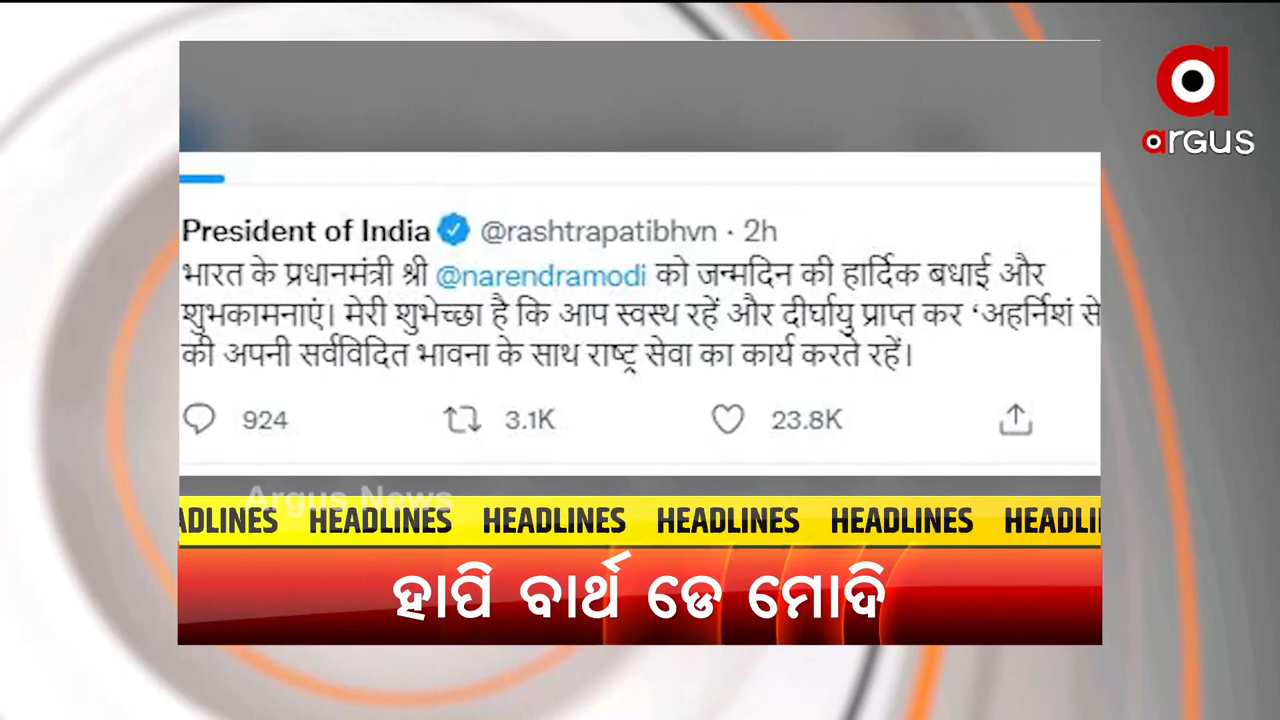 argus
President of India @rashtrapatibhvn · 2h
भारत के प्रधानमंत्री श्री @narendramodi को जन्मदिन की हार्दिक बधाई और
शुभकामनाएं। मेरी शुभेच्छा है कि आप स्वस्थ रहें और दीर्घायु प्राप्त कर ‘अहर्निशं से
की अपनी सर्वविदित भावना के साथ राष्ट्र सेवा का कार्य करते रहें।
924 3.1K 23.8K
Argus News
ADLINES HEADLINES HEADLINES HEADLINES HEADLINES HEADLI
ହାପି ବାର୍ଥ ଡେ ମୋଦି